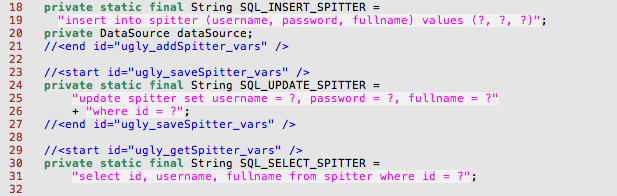 18 private static final String SQL_INSERT_SPITTER =
19 "insert into spitter (username, password, fullname) values (?, ?, ?)";
20 private DataSource dataSource;
21 //<end id="ugly_addSpitter_vars" />
22
23 //<start id="ugly_saveSpitter_vars" />
24 private static final String SQL_UPDATE_SPITTER =
25 "update spitter set username = ?, password = ?, fullname = ?"
26 + "where id = ?";
27 //<end id="ugly_saveSpitter_vars" />
28
29 //<start id="ugly_getSpitter_vars" />
30 private static final String SQL_SELECT_SPITTER =
31 "select id, username, fullname from spitter where id = ?";
32